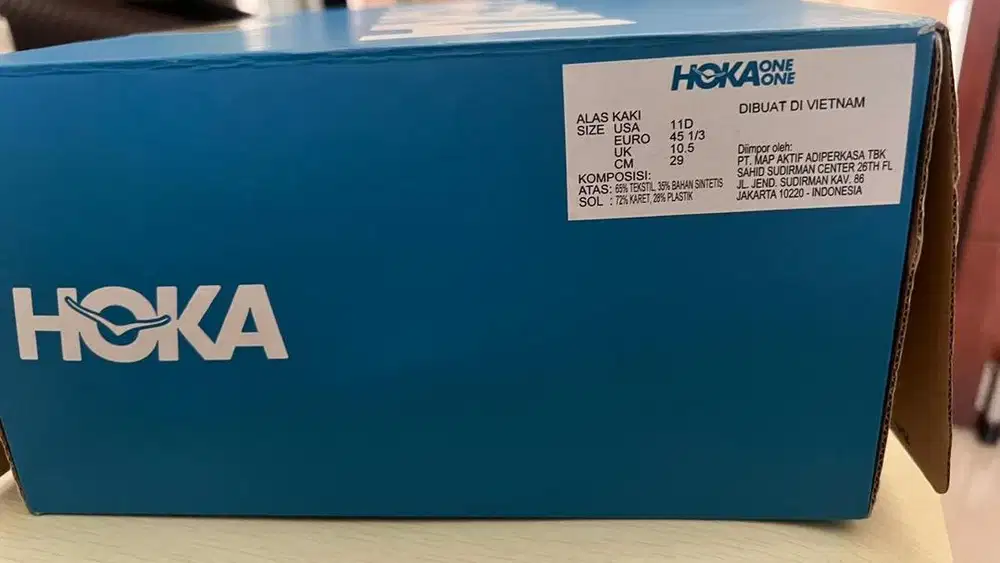 HOKA ONE ONE
DIBUAT DI VIETNAM
ALAS KAKI
SIZE USA 11D
EURO 45 1/3
UK 10.5
CM 29
KOMPOSISI:
ATAS: 65% TEKSTIL, 35% BAHAN SINTETIS
SOL : 72% KARET, 28% PLASTIK
Diimpor oleh:
PT. MAP AKTIF ADIPERKASA TBK
SAHID SUDIRMAN CENTER 26TH FL
JL. JEND. SUDIRMAN KAV. 86
JAKARTA 10220 - INDONESIA
HOKA